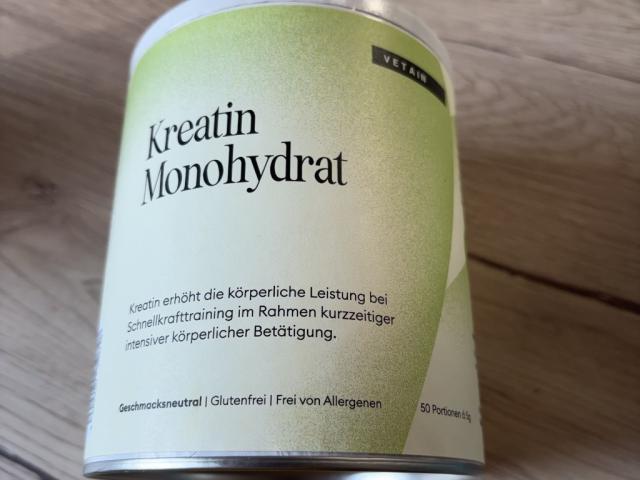 VETAIN
Kreatin
Monohydrat
Kreatin erhöht die körperliche Leistung bei
Schnellkrafttraining im Rahmen kurzzeitiger
intensiver körperlicher Betätigung.
Geschmacksneutral | Glutenfrei | Frei von Allergenen
50 Portionen à 5g